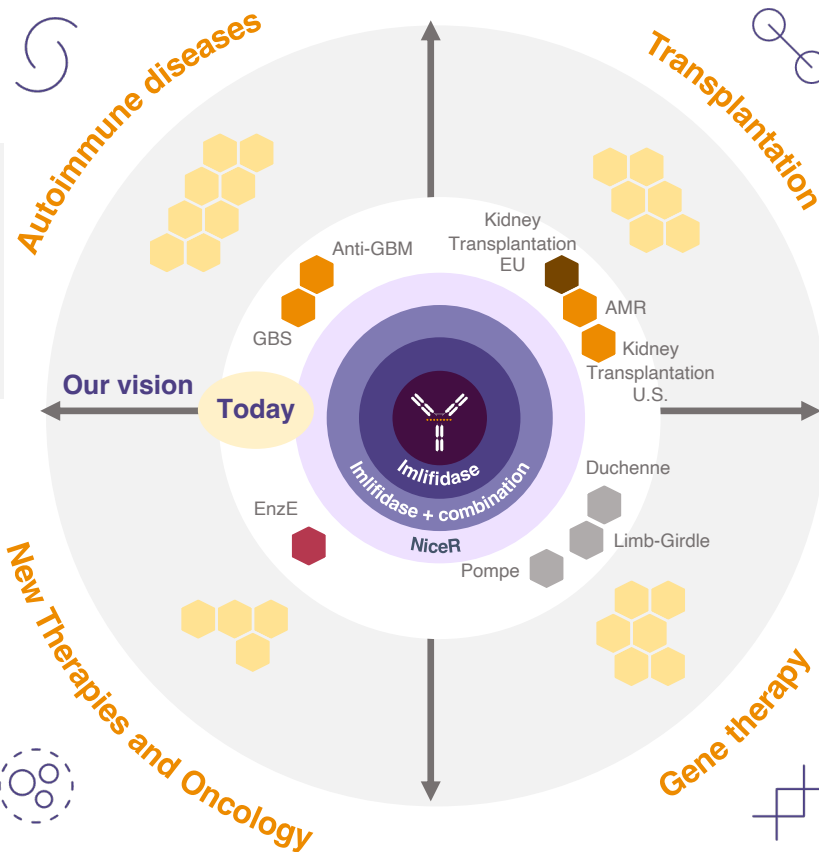 Autoimmune diseases
Transplantation
Kidney
Transplantation
EU
Anti-GBM
GBS
AMR
Kidney
Transplantation
U.S.
Our vision
Today
Imlifidase
Imlifidase + combination
NiceR
EnzE
Duchenne
Limb-Girdle
Pompe
New Therapies and Oncology
Gene therapy